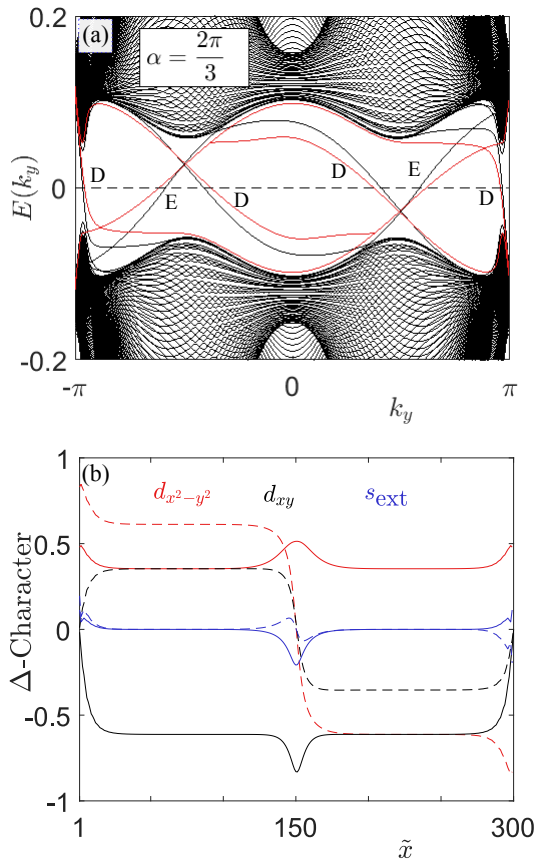 (a)
α = 2π/3
0.2
0
-0.2
E(k_y)
D
E
D
D
E
D
-π
0
π
k_y
(b)
d_{x²−y²}
d_{xy}
s_ext
1
0.5
0
-0.5
-1
Δ-Character
1
150
300
x̃